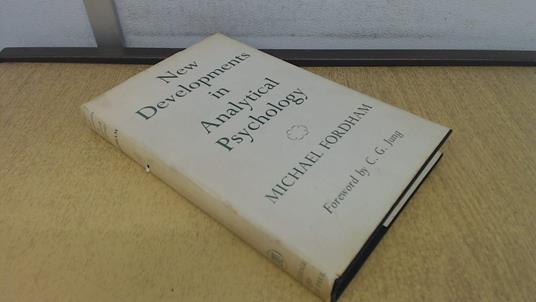 New
Developments
in
Analytical
Psychology
MICHAEL FORDHAM
Foreword by C. G. Jung